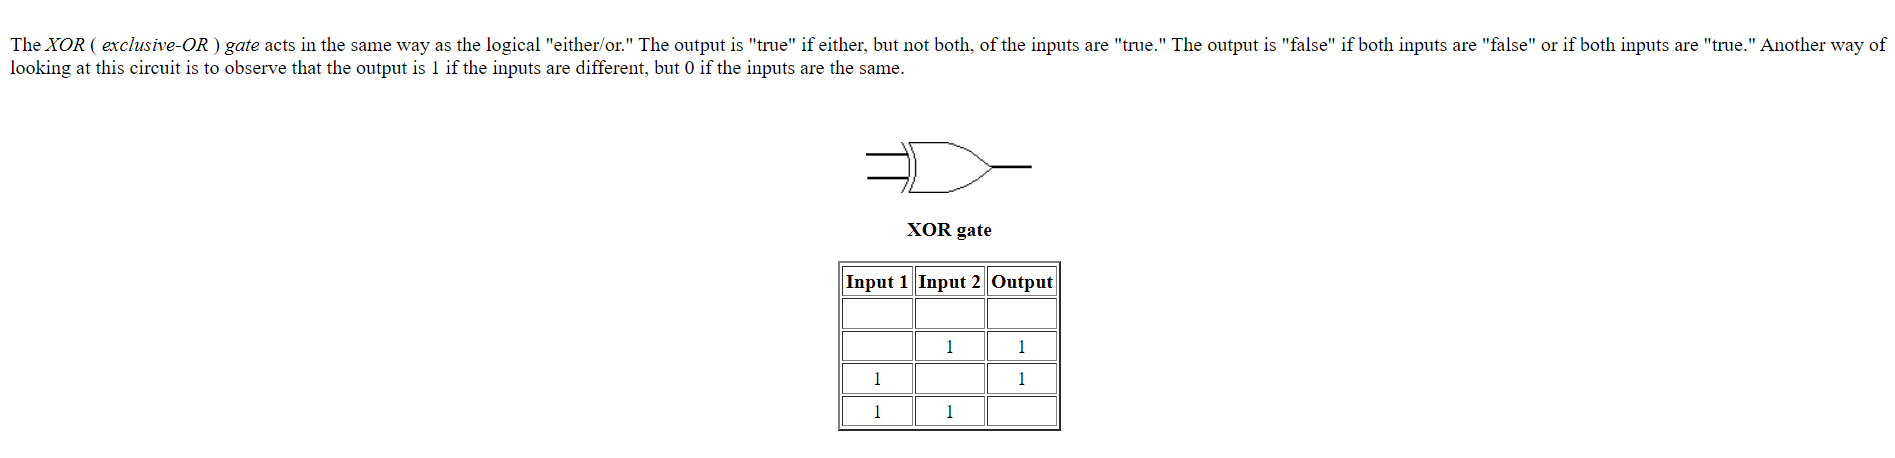 The XOR ( exclusive-OR ) gate acts in the same way as the logical "either/or." The output is "true" if either, but not both, of the inputs are "true." The output is "false" if both inputs are "false" or if both inputs are "true." Another way of
looking at this circuit is to observe that the output is 1 if the inputs are different, but 0 if the inputs are the same.
XOR gate
Input 1 Input 2 Output
1 1
1 1
1 1